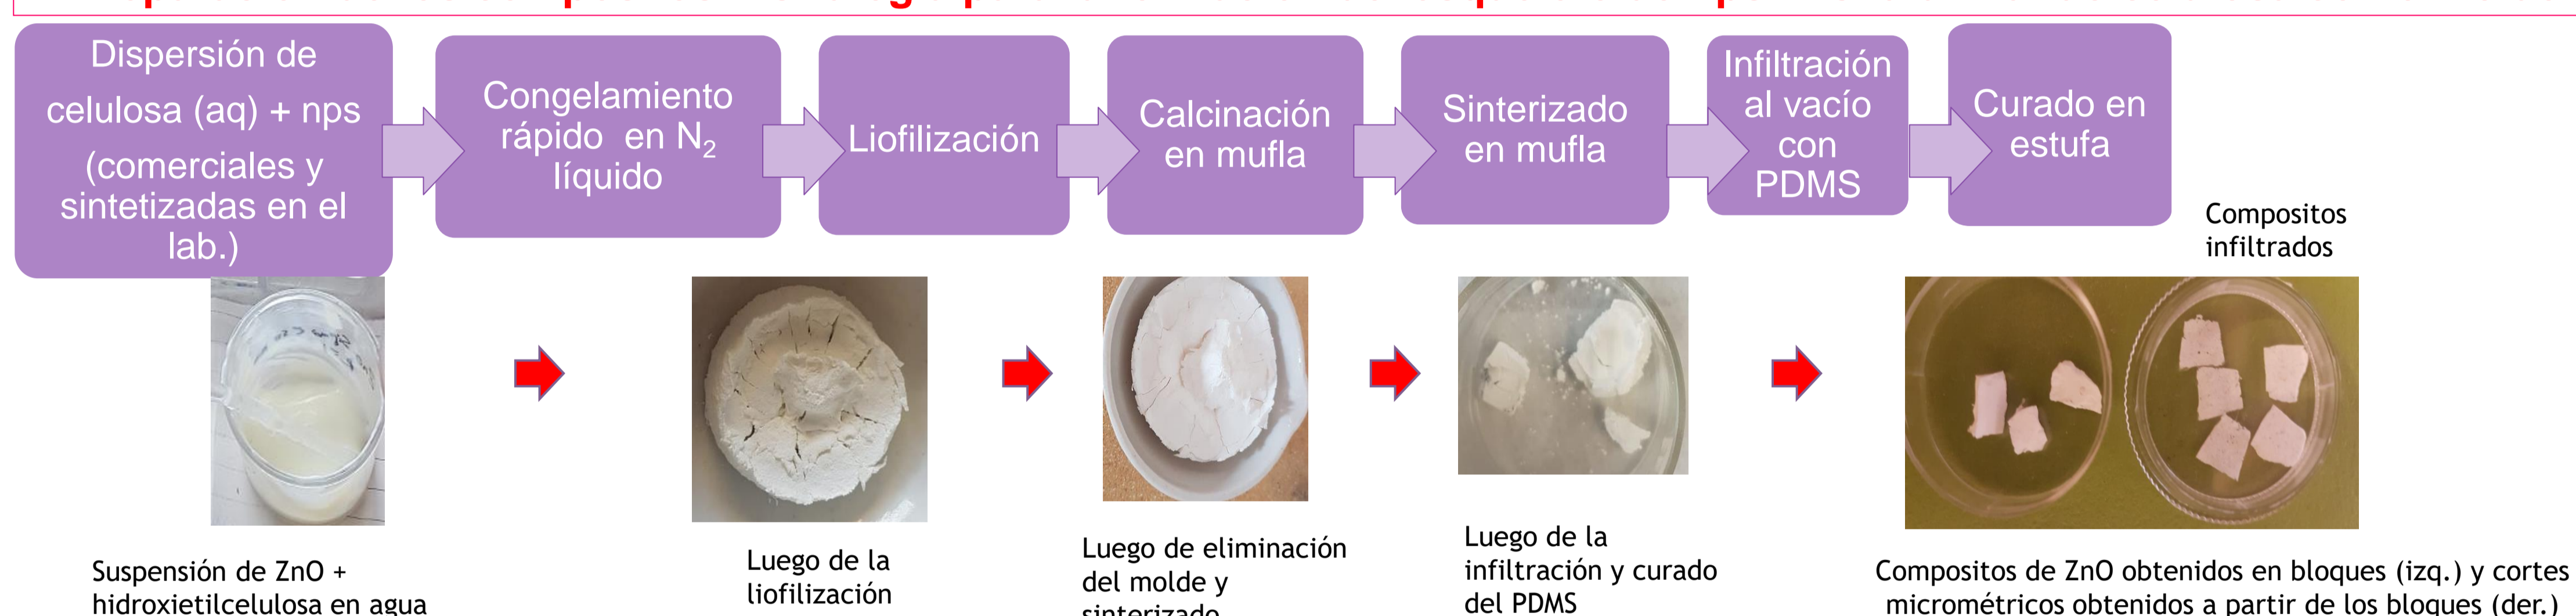 Dispersión de
celulosa (aq) + nps
(comerciales y
sintetizadas en el
lab.)
Congelamiento
rápido en N₂
líquido
Liofilización
Calcinación
en mufla
Sinterizado
en mufla
Infiltración
al vacío
con
PDMS
Curado en
estufa
Compositos
infiltrados
Suspensión de ZnO +
hidroxietilcelulosa en agua
Luego de la
liofilización
Luego de eliminación
del molde y
sinterizado
Luego de la
infiltración y curado
del PDMS
Compositos de ZnO obtenidos en bloques (izq.) y cortes
micrométricos obtenidos a partir de los bloques (der.)